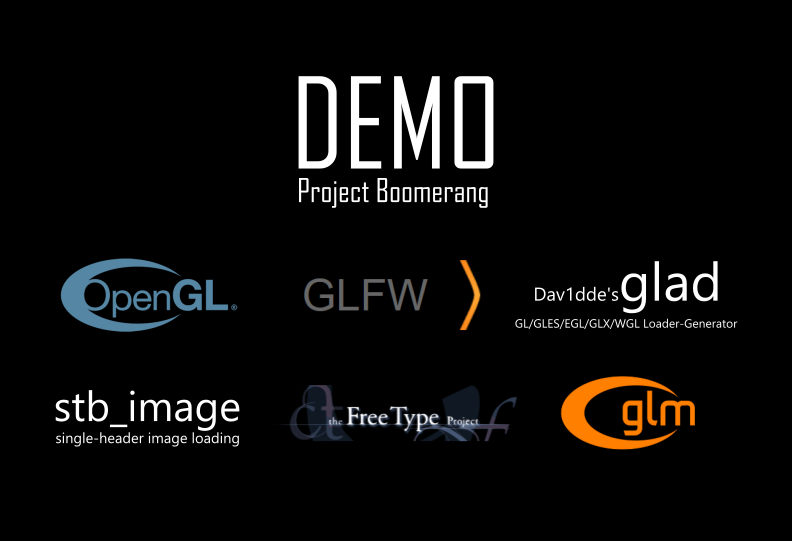 DEMO
Project Boomerang
OpenGL®
GLFW
Dav1dde's glad
GL/GLES/EGL/GLX/WGL Loader-Generator
stb_image
single-header image loading
the FreeType Project
glm